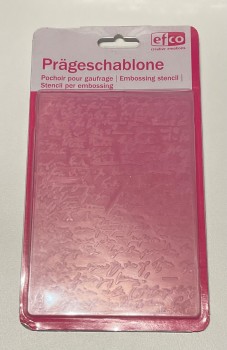 efco
creative emotions
Prägeschablone
Pochoir pour gaufrage | Embossing stencil |
Stencil per embossing